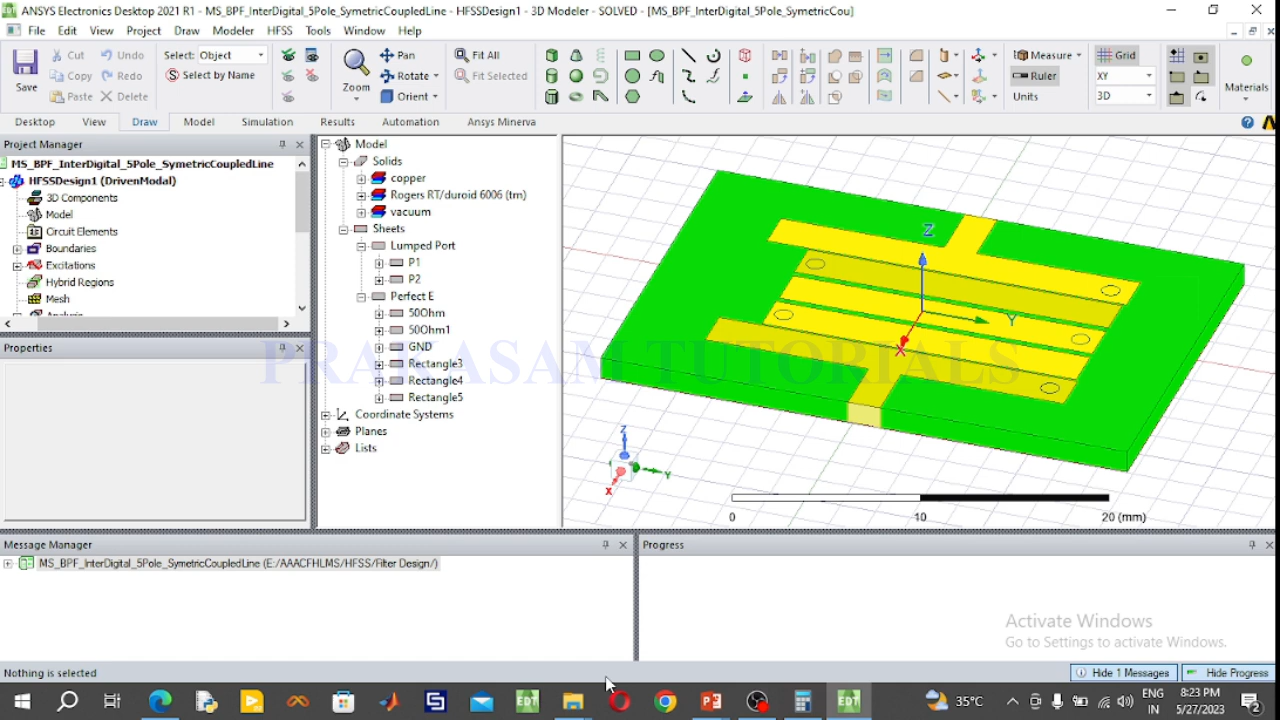 ANSYS Electronics Desktop 2021 R1 - MS_BPF_InterDigital_5Pole_SymetricCoupledLine - HFSSDesign1 - 3D Modeler - SOLVED - [MS_BPF_InterDigital_5Pole_SymetricCou]
File Edit View Project Draw Modeler HFSS Tools Window Help
Save
Cut Undo
Copy Redo
Paste Delete
Select: Object
Select by Name
Zoom
Pan
Rotate
Orient
Fit All
Fit Selected
Measure
Ruler
Units
Grid
XY
3D
Materials
Desktop View Draw Model Simulation Results Automation Ansys Minerva
Project Manager
MS_BPF_InterDigital_5Pole_SymetricCoupledLine
HFSSDesign1 (DrivenModal)
3D Components
Model
Circuit Elements
Boundaries
Excitations
Hybrid Regions
Mesh
Properties
Model
Solids
copper
Rogers RT/duroid 6006 (tm)
vacuum
Sheets
Lumped Port
P1
P2
Perfect E
50Ohm
50Ohm1
GND
Rectangle3
Rectangle4
Rectangle5
Coordinate Systems
Planes
Lists
Z
Y
X
Z
Y
X
0 10 20 (mm)
PRAKASAM TUTORIALS
Message Manager
MS_BPF_InterDigital_5Pole_SymetricCoupledLine (E:/AAACFHLMS/HFSS/Filter Design/)
Progress
Activate Windows
Go to Settings to activate Windows.
Nothing is selected
Hide 1 Messages Hide Progress
EDT
EDT
35°C
ENG
IN
8:23 PM
5/27/2023
2